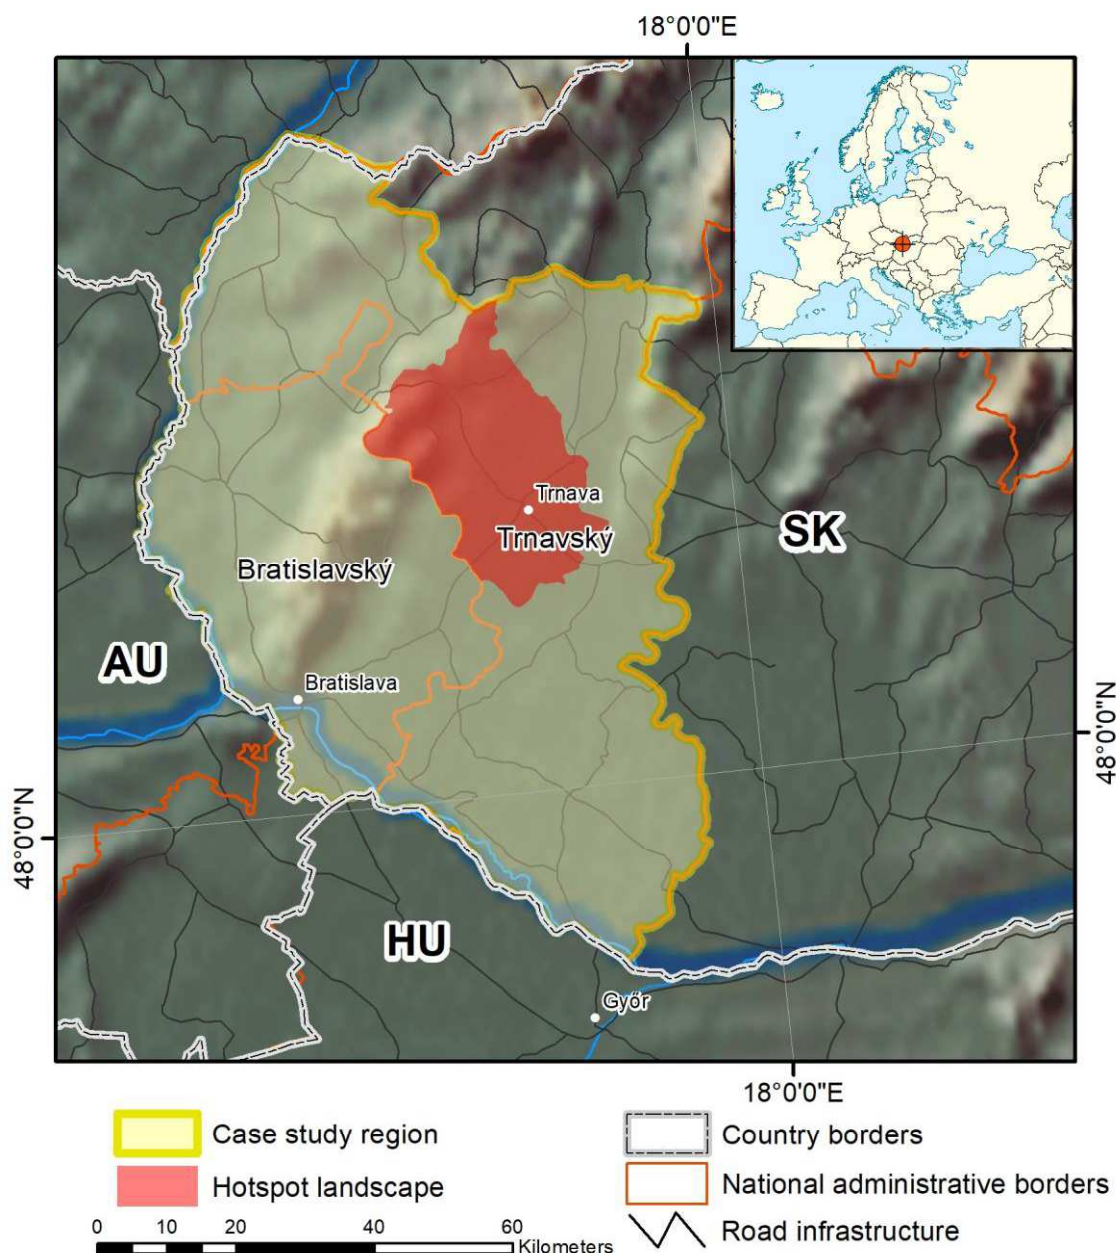 18°0'0"E
Trnava
Trnavský
SK
Bratislavský
AU
Bratislava
48°0'0"N
48°0'0"N
HU
Győr
18°0'0"E
Case study region
Country borders
Hotspot landscape
National administrative borders
0 10 20 40 60
Kilometers
Road infrastructure